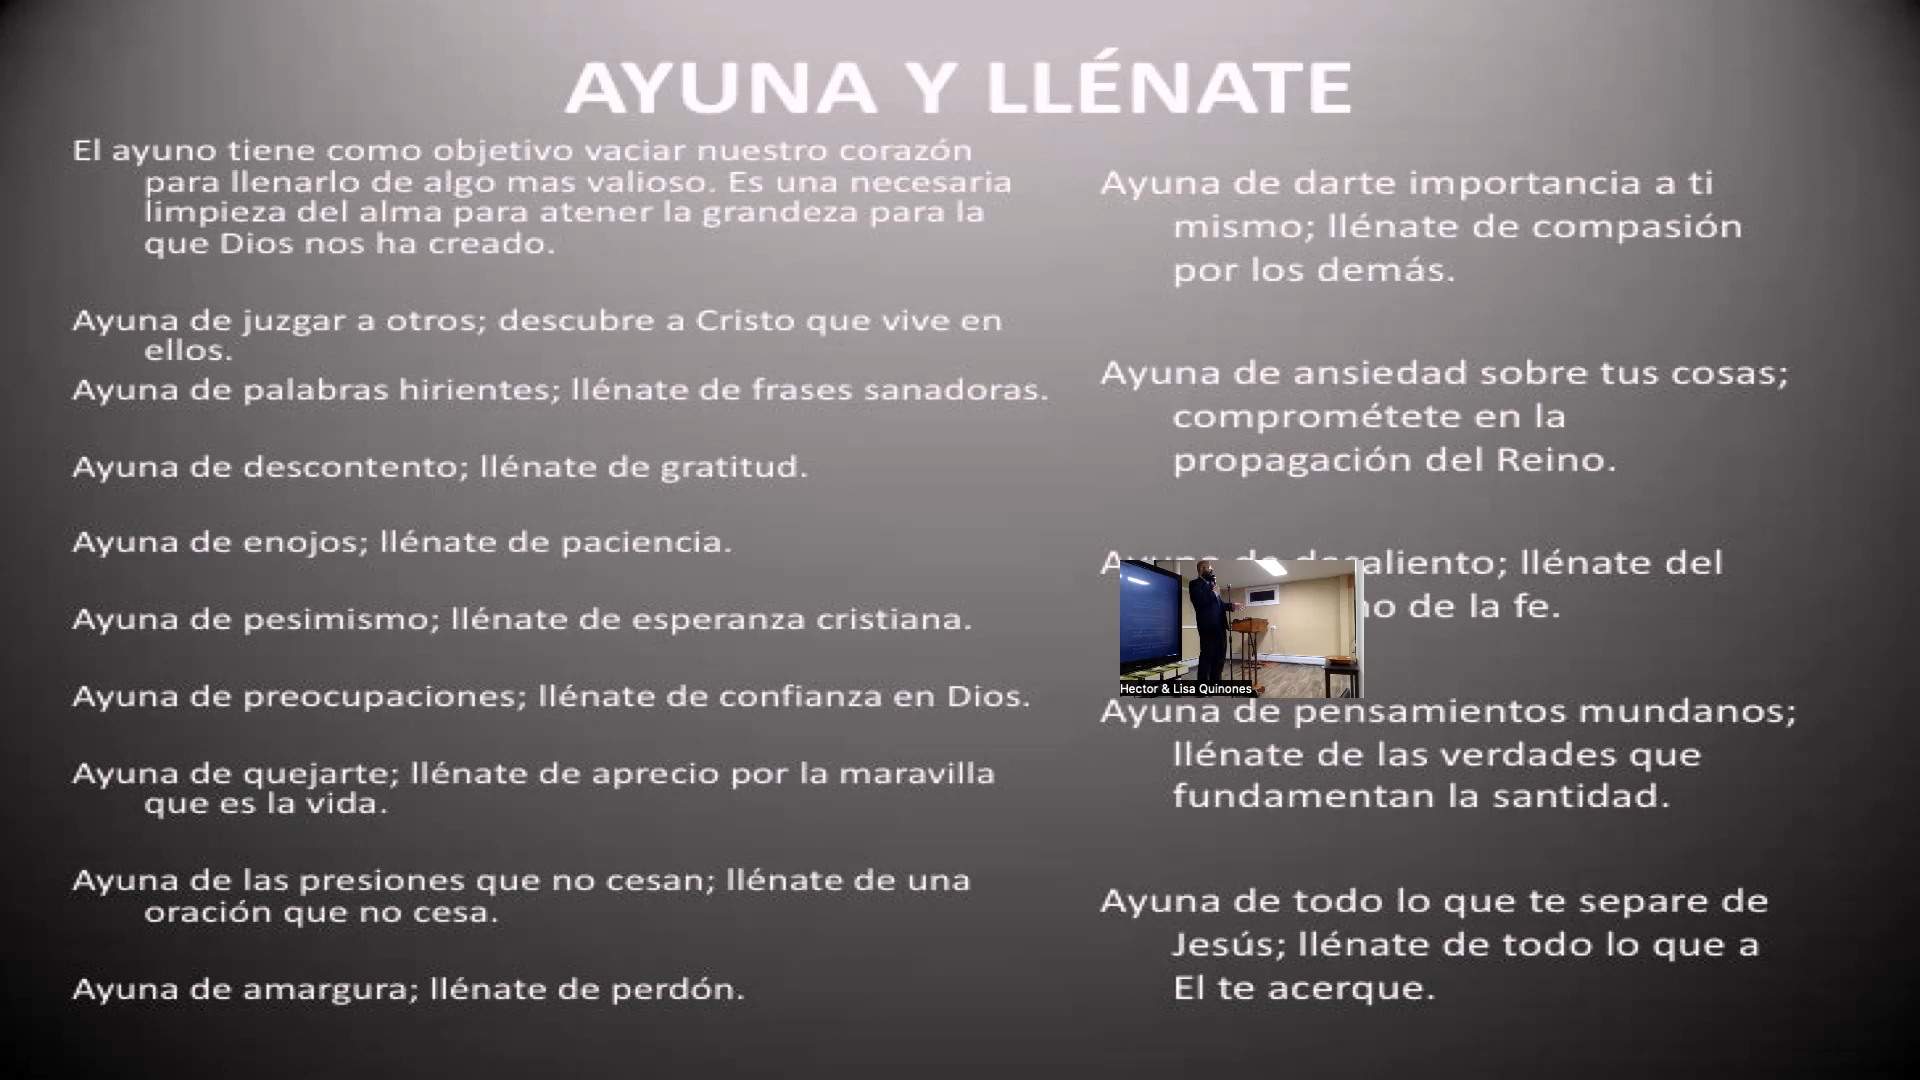 AYUNA Y LLÉNATE
El ayuno tiene como objetivo vaciar nuestro corazón
para llenarlo de algo mas valioso. Es una necesaria
limpieza del alma para atener la grandeza para la
que Dios nos ha creado.
Ayuna de juzgar a otros; descubre a Cristo que vive en
ellos.
Ayuna de palabras hirientes; llénate de frases sanadoras.
Ayuna de descontento; llénate de gratitud.
Ayuna de enojos; llénate de paciencia.
Ayuna de pesimismo; llénate de esperanza cristiana.
Ayuna de preocupaciones; llénate de confianza en Dios.
Ayuna de quejarte; llénate de aprecio por la maravilla
que es la vida.
Ayuna de las presiones que no cesan; llénate de una
oración que no cesa.
Ayuna de amargura; llénate de perdón.
Ayuna de darte importancia a ti
mismo; llénate de compasión
por los demás.
Ayuna de ansiedad sobre tus cosas;
comprométete en la
propagación del Reino.
Ayuna de desaliento; llénate del
de la fe.
Hector & Lisa Quinones
Ayuna de pensamientos mundanos;
llénate de las verdades que
fundamentan la santidad.
Ayuna de todo lo que te separe de
Jesús; llénate de todo lo que a
El te acerque.